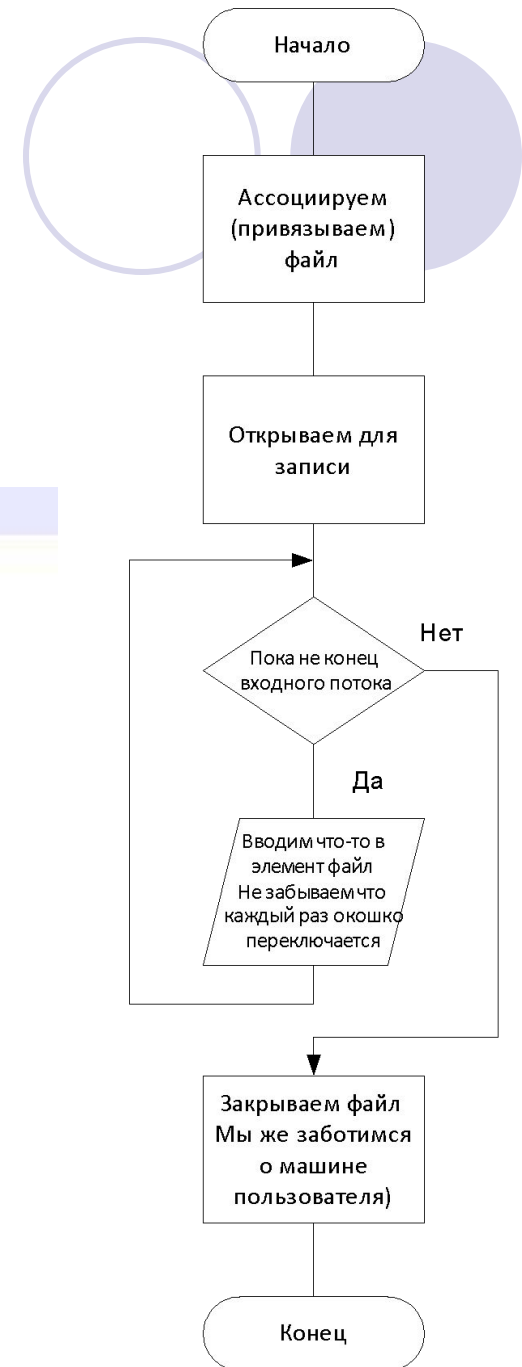 Начало
Ассоциируем
(привязываем)
файл
Открываем для
записи
Нет
Пока не конец
входного потока
Да
Вводим что-то в
элемент файл
Не забываем что
каждый раз окошко
переключается
Закрываем файл
Мы же заботимся
о машине
пользователя)
Конец